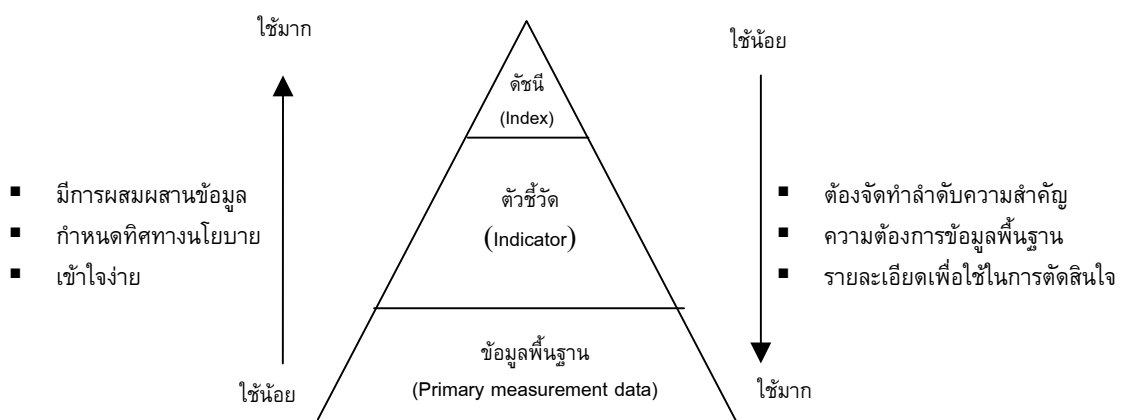 ใช้มาก
ใช้น้อย
ดัชนี
(Index)
▪ มีการผสมผสานข้อมูล
▪ กำหนดทิศทางนโยบาย
▪ เข้าใจง่าย
ตัวชี้วัด
(Indicator)
▪ ต้องจัดทำลำดับความสำคัญ
▪ ความต้องการข้อมูลพื้นฐาน
▪ รายละเอียดเพื่อใช้ในการตัดสินใจ
ข้อมูลพื้นฐาน
(Primary measurement data)
ใช้น้อย
ใช้มาก